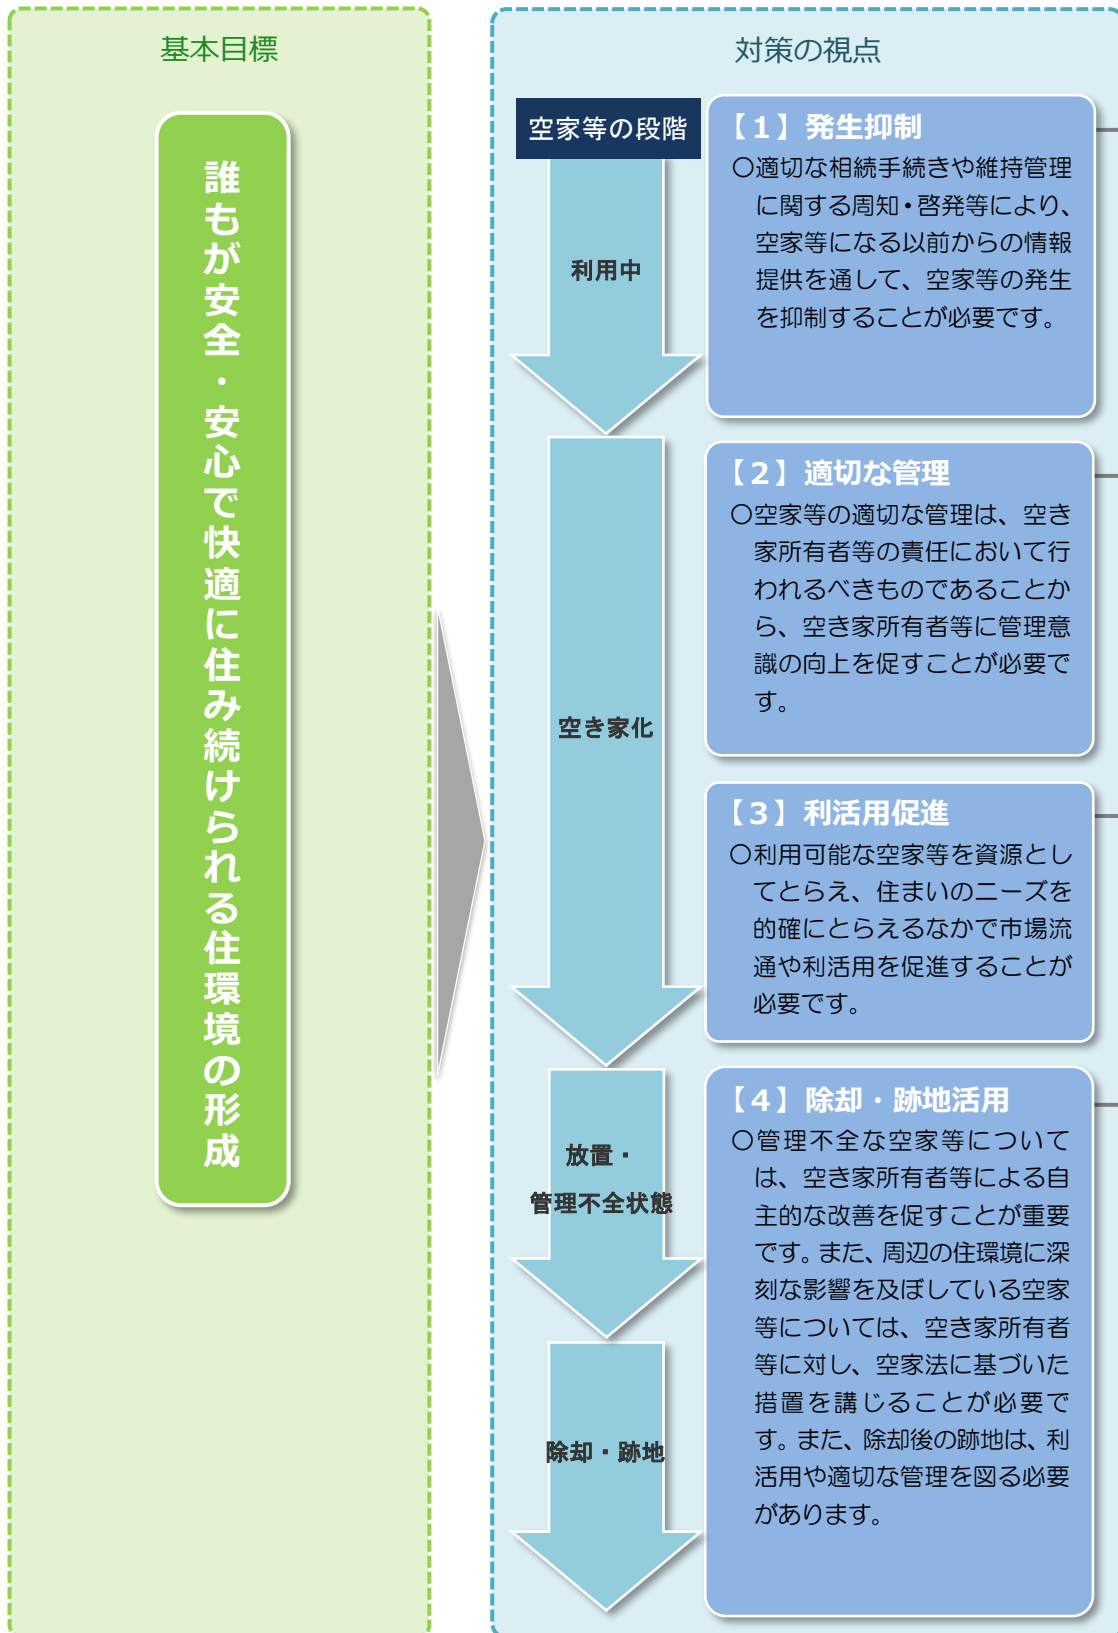 基本目標
誰もが安全・安心で快適に住み続けられる住環境の形成
対策の視点
空家等の段階
利用中
空き家化
放置・
管理不全状態
除却・跡地
【1】発生抑制
〇適切な相続手続きや維持管理
に関する周知・啓発等により、
空家等になる以前からの情報
提供を通して、空家等の発生
を抑制することが必要です。
【2】適切な管理
〇空家等の適切な管理は、空き
家所有者等の責任において行
われるべきものであることか
ら、空き家所有者等に管理意
識の向上を促すことが必要で
す。
【3】利活用促進
〇利用可能な空家等を資源とし
てとらえ、住まいのニーズを
的確にとらえるなかで市場流
通や利活用を促進することが
必要です。
【4】除却・跡地活用
〇管理不全な空家等について
は、空き家所有者等による自
主的な改善を促すことが重要
です。また、周辺の住環境に深
刻な影響を及ぼしている空家
等については、空き家所有者
等に対し、空家法に基づいた
措置を講じることが必要で
す。また、除却後の跡地は、利
活用や適切な管理を図る必要
があります。